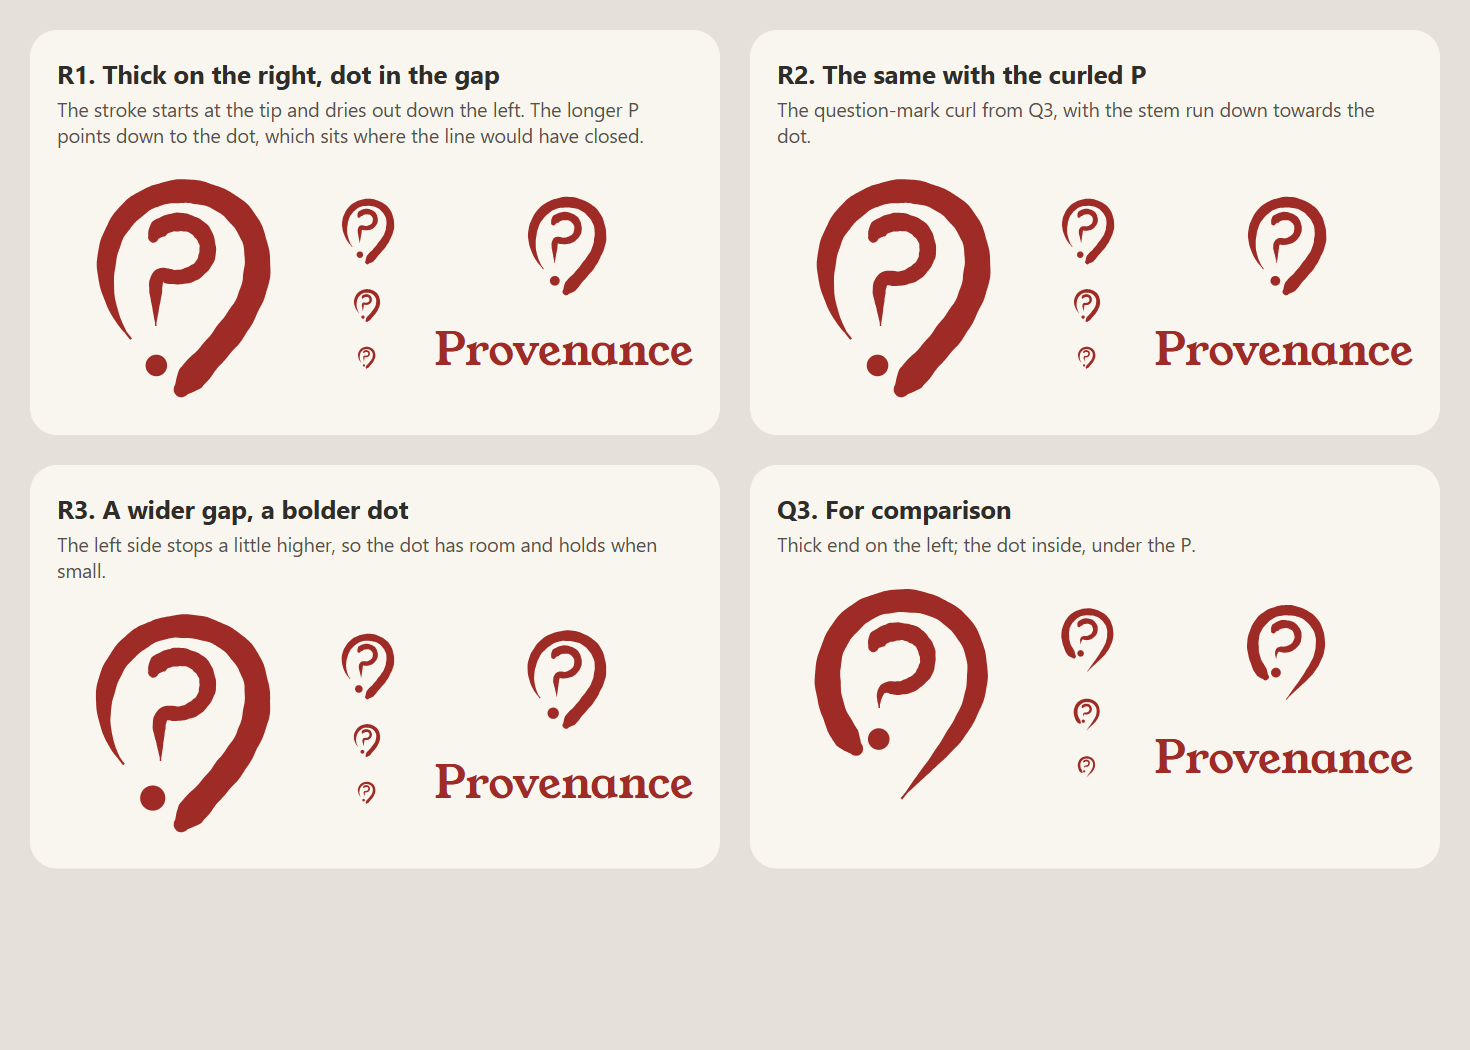 R1. Thick on the right, dot in the gap
The stroke starts at the tip and dries out down the left. The longer P
points down to the dot, which sits where the line would have closed.
Provenance
R2. The same with the curled P
The question-mark curl from Q3, with the stem run down towards the
dot.
Provenance
R3. A wider gap, a bolder dot
The left side stops a little higher, so the dot has room and holds when
small.
Provenance
Q3. For comparison
Thick end on the left; the dot inside, under the P.
Provenance